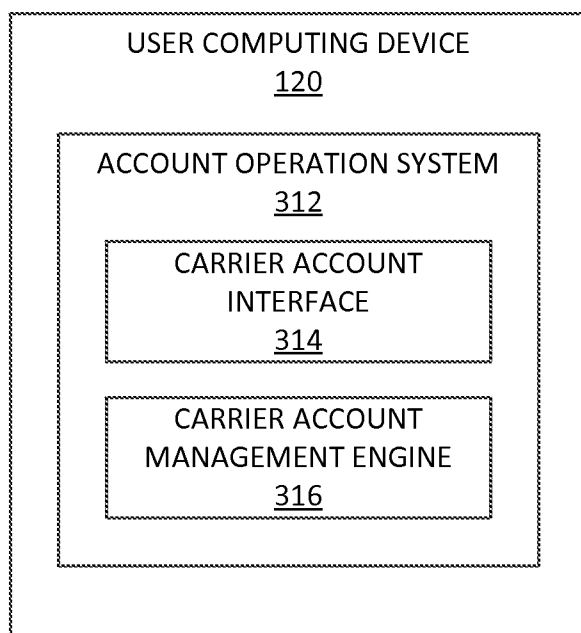 USER COMPUTING DEVICE
120
ACCOUNT OPERATION SYSTEM
312
CARRIER ACCOUNT
INTERFACE
314
CARRIER ACCOUNT
MANAGEMENT ENGINE
316